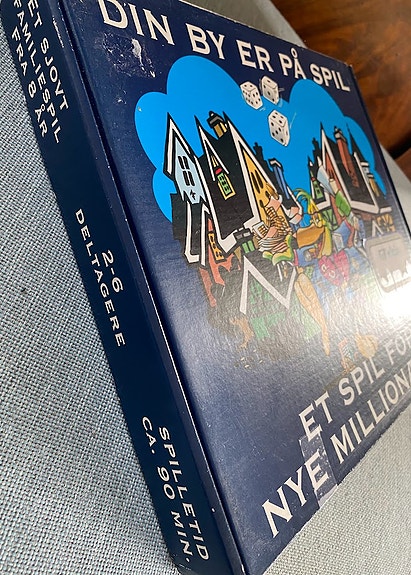 DIN BY ER PÅ SPIL
ET SPIL FOR
NYE MILLIONÆ
ET SJOVT
FAMILIESPIL
FRA 8 ÅR
2-6
DELTAGERE
SPILLETID
CA. 90 MIN.